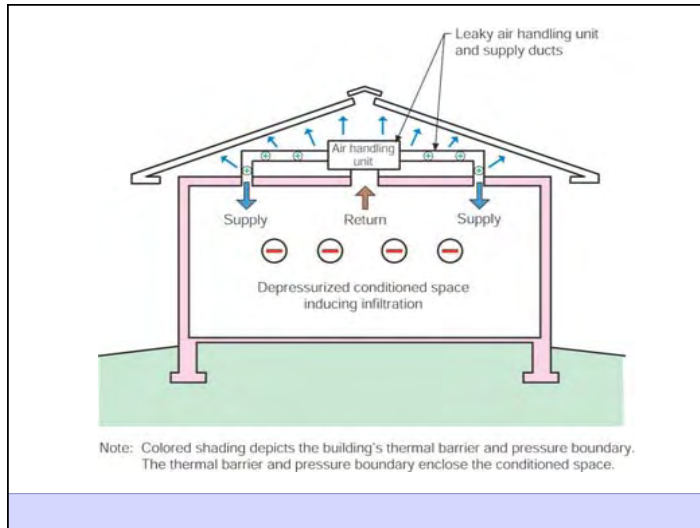 Leaky air handling unit
and supply ducts
Air handling
unit
Supply
Return
Supply
Depressurized conditioned space
inducing infiltration
Note: Colored shading depicts the building's thermal barrier and pressure boundary.
The thermal barrier and pressure boundary enclose the conditioned space.